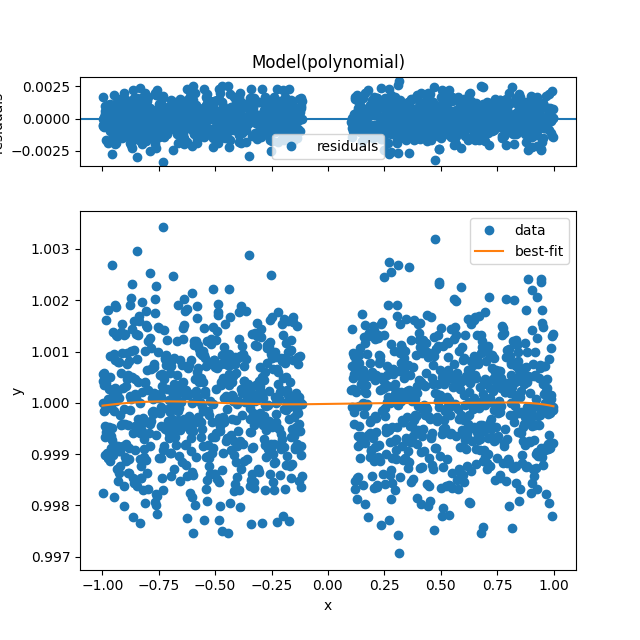 Model(polynomial)
0.0025
0.0000
−0.0025
residuals
residuals
data
best-fit
1.003
1.002
1.001
1.000
0.999
0.998
0.997
y
−1.00 −0.75 −0.50 −0.25 0.00 0.25 0.50 0.75 1.00
x